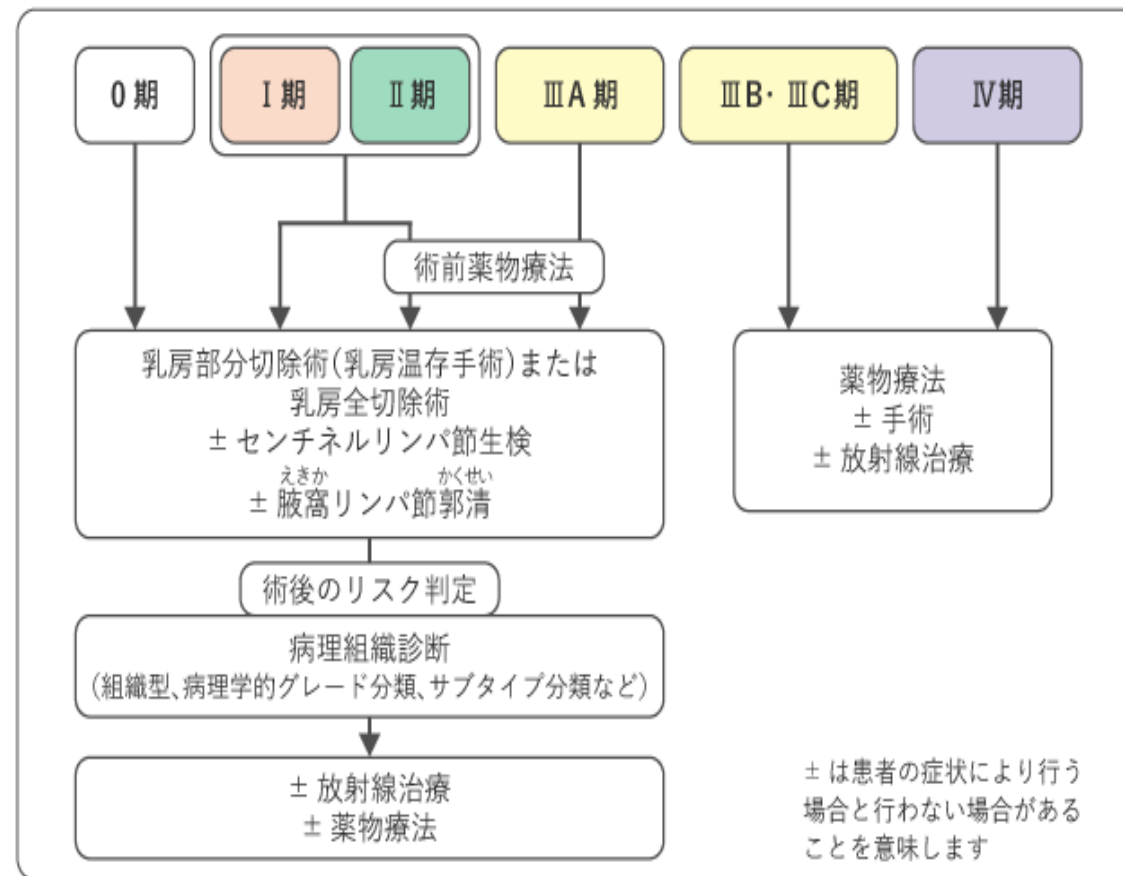 0期
Ⅰ期
Ⅱ期
ⅢA期
ⅢB・ⅢC期
Ⅳ期
術前薬物療法
乳房部分切除術(乳房温存手術)または
乳房全切除術
± センチネルリンパ節生検
えきか かくせい
± 腋窩リンパ節郭清
薬物療法
± 手術
± 放射線治療
術後のリスク判定
病理組織診断
(組織型、病理学的グレード分類、サブタイプ分類など)
± 放射線治療
± 薬物療法
± は患者の症状により行う
場合と行わない場合がある
ことを意味します